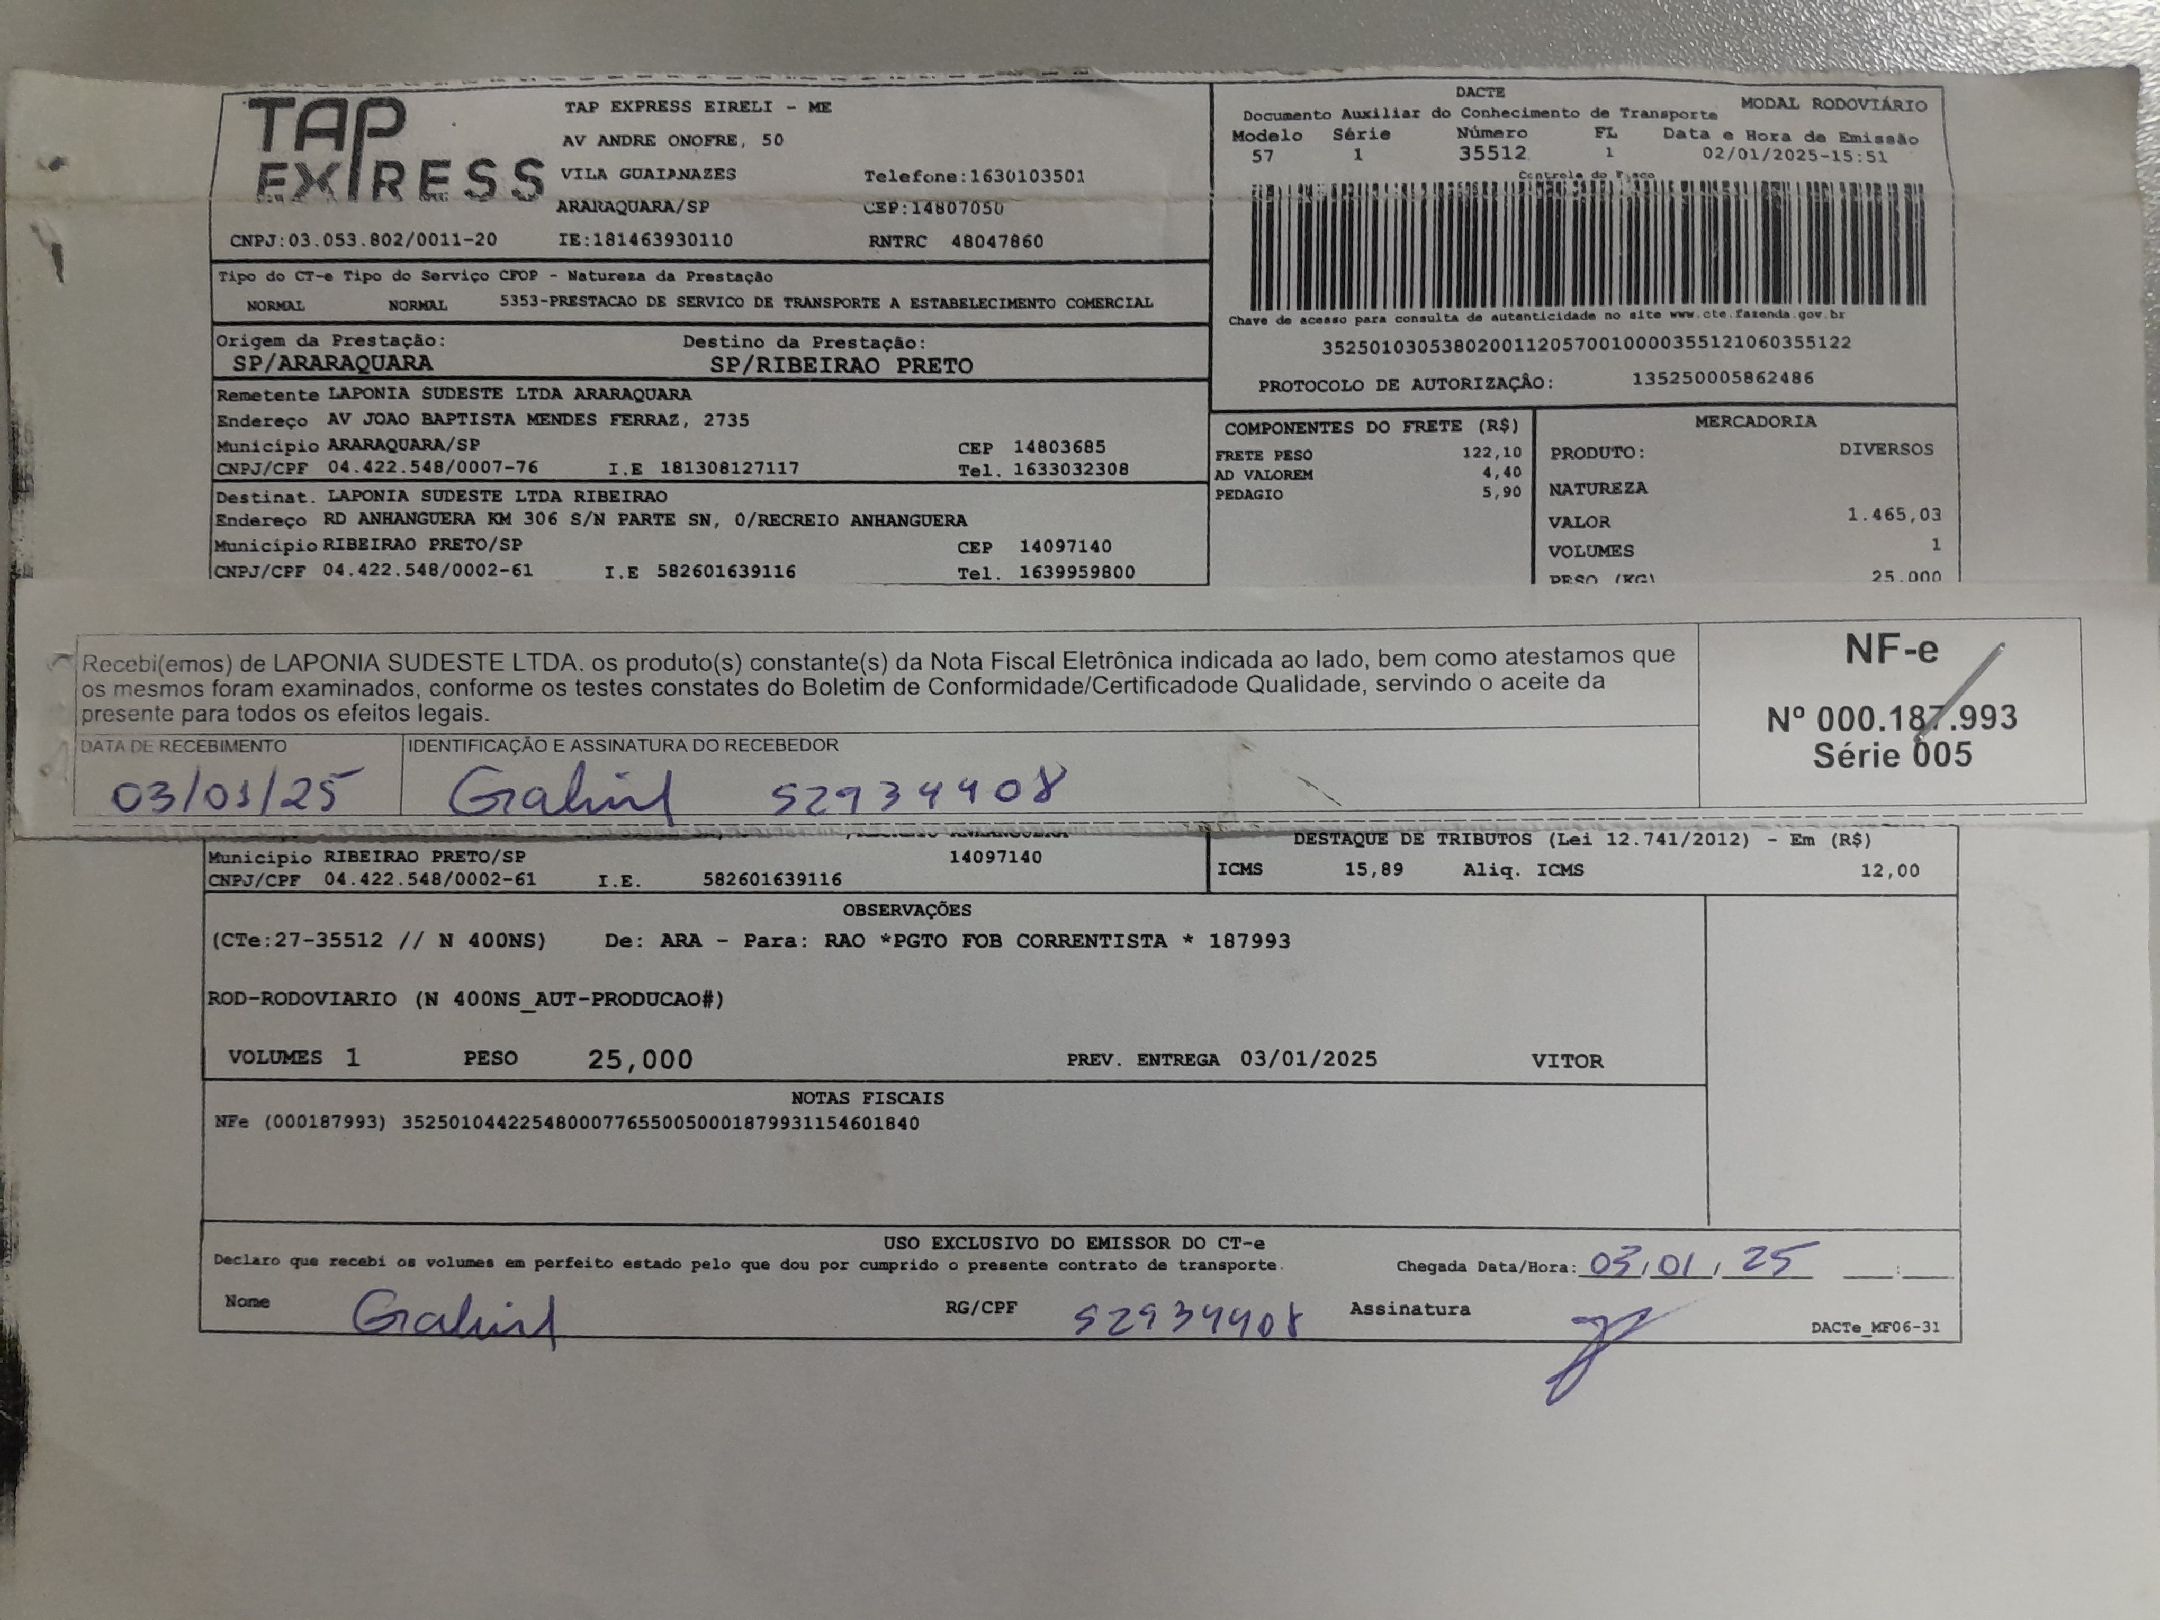 TAP EXPRESS
TAP EXPRESS EIRELI - ME
AV ANDRE ONOFRE, 50
VILA GUAIANAZES Telefone:1630103501
ARARAQUARA/SP CEP:14807050
CNPJ:03.053.802/0011-20 IE:181463930110 RNTRC 48047860
DACTE
Documento Auxiliar do Conhecimento de Transporte MODAL RODOVIÁRIO
Modelo Série Número FL Data e Hora de Emissão
57 1 35512 1 02/01/2025-15:51
Controle do Fisco
Chave de acesso para consulta de autenticidade no site www.cte.fazenda.gov.br
35250103053802001120570010000355121060355122
PROTOCOLO DE AUTORIZAÇÂO: 135250005862486
Tipo do CT-e Tipo do Serviço CFOP - Natureza da Prestação
NORMAL NORMAL 5353-PRESTACAO DE SERVICO DE TRANSPORTE A ESTABELECIMENTO COMERCIAL
Origem da Prestação: Destino da Prestação:
SP/ARARAQUARA SP/RIBEIRAO PRETO
Remetente LAPONIA SUDESTE LTDA ARARAQUARA
Endereço AV JOAO BAPTISTA MENDES FERRAZ, 2735
Município ARARAQUARA/SP CEP 14803685
CNPJ/CPF 04.422.548/0007-76 I.E 181308127117 Tel. 1633032308
Destinat. LAPONIA SUDESTE LTDA RIBEIRAO
Endereço RD ANHANGUERA KM 306 S/N PARTE SN, 0/RECREIO ANHANGUERA
Município RIBEIRAO PRETO/SP CEP 14097140
CNPJ/CPF 04.422.548/0002-61 I.E 582601639116 Tel. 1639959800
COMPONENTES DO FRETE (R$)
FRETE PESO 122,10
AD VALOREM 4,40
PEDAGIO 5,90
MERCADORIA
PRODUTO: DIVERSOS
NATUREZA
VALOR 1.465,03
VOLUMES 1
PESO (KG) 25.000
Recebi(emos) de LAPONIA SUDESTE LTDA. os produto(s) constante(s) da Nota Fiscal Eletrônica indicada ao lado, bem como atestamos que
os mesmos foram examinados, conforme os testes constates do Boletim de Conformidade/Certificadode Qualidade, servindo o aceite da
presente para todos os efeitos legais.
DATA DE RECEBIMENTO IDENTIFICAÇÃO E ASSINATURA DO RECEBEDOR
03/01/25 Gabriel 52934408
NF-e
Nº 000.187.993
Série 005
Município RIBEIRAO PRETO/SP 14097140
CNPJ/CPF 04.422.548/0002-61 I.E. 582601639116
DESTAQUE DE TRIBUTOS (Lei 12.741/2012) - Em (R$)
ICMS 15,89 Aliq. ICMS 12,00
OBSERVAÇÕES
(CTe:27-35512 // N 400NS) De: ARA - Para: RAO *PGTO FOB CORRENTISTA * 187993
ROD-RODOVIARIO (N 400NS_AUT-PRODUCAO#)
VOLUMES 1 PESO 25,000 PREV. ENTREGA 03/01/2025 VITOR
NOTAS FISCAIS
NFe (000187993) 35250104422548000776550050001879931154601840
USO EXCLUSIVO DO EMISSOR DO CT-e
Declaro que recebi os volumes em perfeito estado pelo que dou por cumprido o presente contrato de transporte. Chegada Data/Hora: 03/01/25
Nome Gabriel RG/CPF 52934408 Assinatura
DACTe_MF06-31